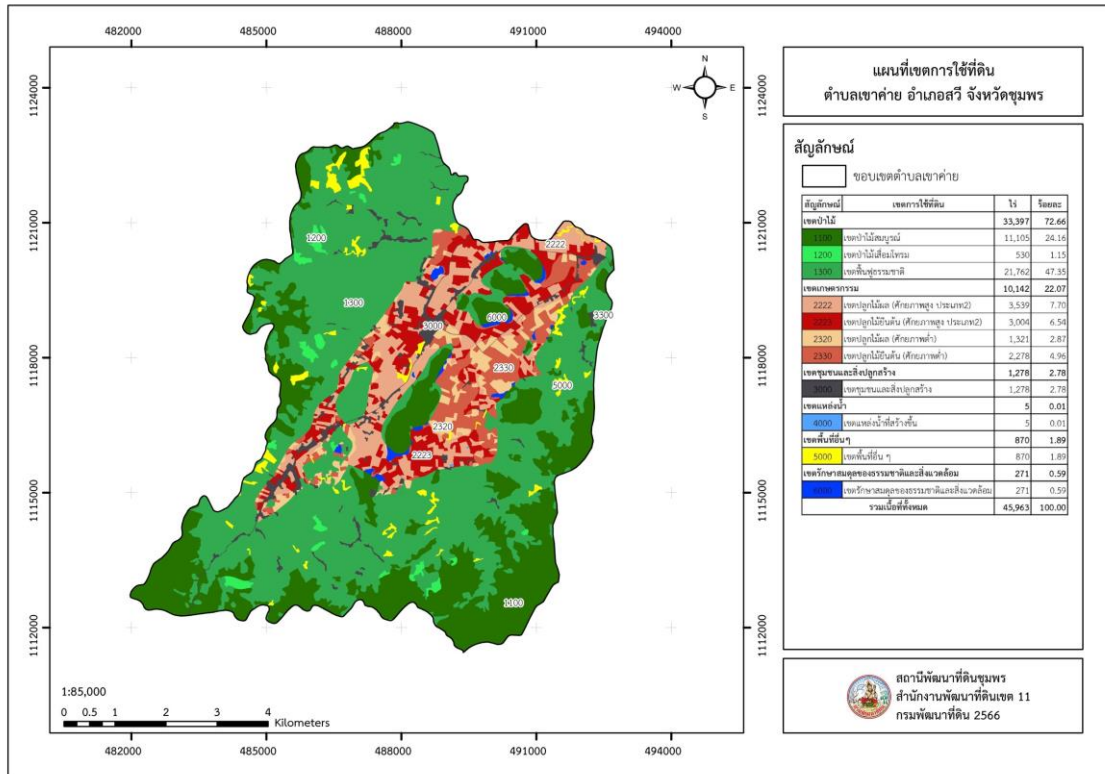 482000 485000 488000 491000 494000
1124000 1124000
1121000 1121000
1118000 1118000
1115000 1115000
1112000 1112000
N
W E
S
1200
2222
1300
6000
3000
3300
2330
5000
2320
2223
1100
1:85,000
0 0.5 1 2 3 4
Kilometers
482000 485000 488000 491000 494000
แผนที่เขตการใช้ที่ดิน
ตำบลเขาค่าย อำเภอสวี จังหวัดชุมพร
สัญลักษณ์
ขอบเขตตำบลเขาค่าย
สัญลักษณ์ เขตการใช้ที่ดิน ไร่ ร้อยละ
เขตป่าไม้ 33,397 72.66
1100 เขตป่าไม้สมบูรณ์ 11,105 24.16
1200 เขตป่าไม้เสื่อมโทรม 530 1.15
1300 เขตฟื้นฟูธรรมชาติ 21,762 47.35
เขตเกษตรกรรม 10,142 22.07
2222 เขตปลูกไม้ผล (ศักยภาพสูง ประเภท2) 3,539 7.70
2223 เขตปลูกไม้ยืนต้น (ศักยภาพสูง ประเภท2) 3,004 6.54
2320 เขตปลูกไม้ผล (ศักยภาพต่ำ) 1,321 2.87
2330 เขตปลูกไม้ยืนต้น (ศักยภาพต่ำ) 2,278 4.96
เขตชุมชนและสิ่งปลูกสร้าง 1,278 2.78
3000 เขตชุมชนและสิ่งปลูกสร้าง 1,278 2.78
เขตแหล่งน้ำ 5 0.01
4000 เขตแหล่งน้ำที่สร้างขึ้น 5 0.01
เขตพื้นที่อื่นๆ 870 1.89
5000 เขตพื้นที่อื่น ๆ 870 1.89
เขตรักษาสมดุลของธรรมชาติและสิ่งแวดล้อม 271 0.59
6000 เขตรักษาสมดุลของธรรมชาติและสิ่งแวดล้อม 271 0.59
รวมเนื้อที่ทั้งหมด 45,963 100.00
สถานีพัฒนาที่ดินชุมพร
สำนักงานพัฒนาที่ดินเขต 11
กรมพัฒนาที่ดิน 2566